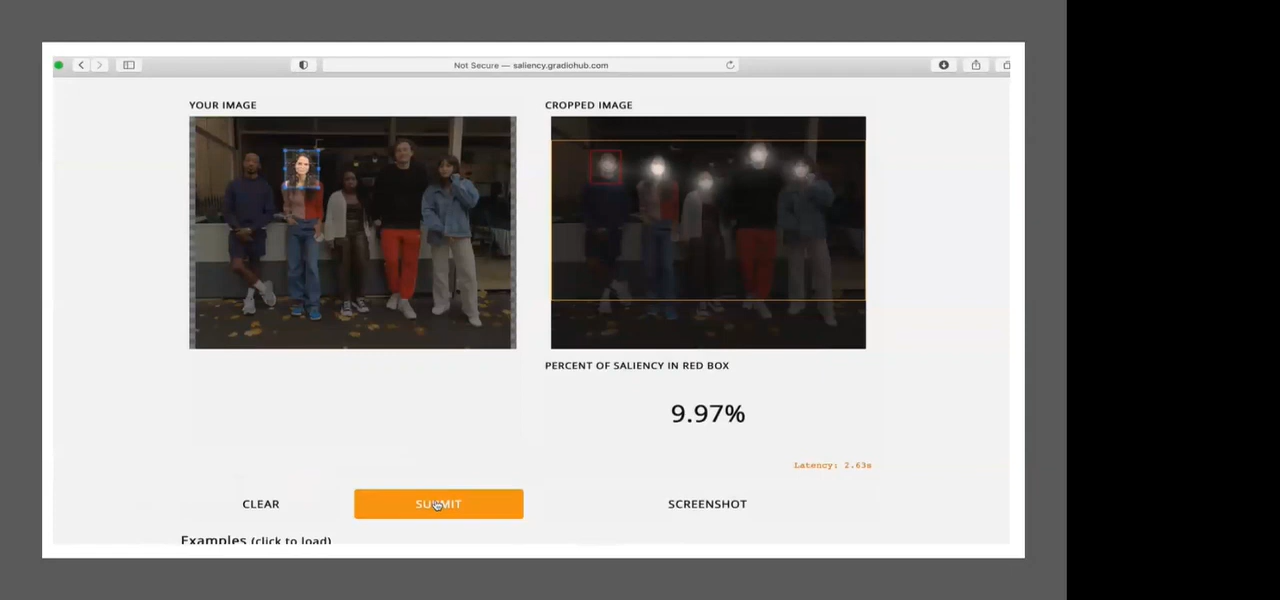 Not Secure — saliency.gradiohub.com
YOUR IMAGE
CROPPED IMAGE
PERCENT OF SALIENCY IN RED BOX
9.97%
Latency: 2.63s
CLEAR
SUBMIT
SCREENSHOT
Examples (click to load)